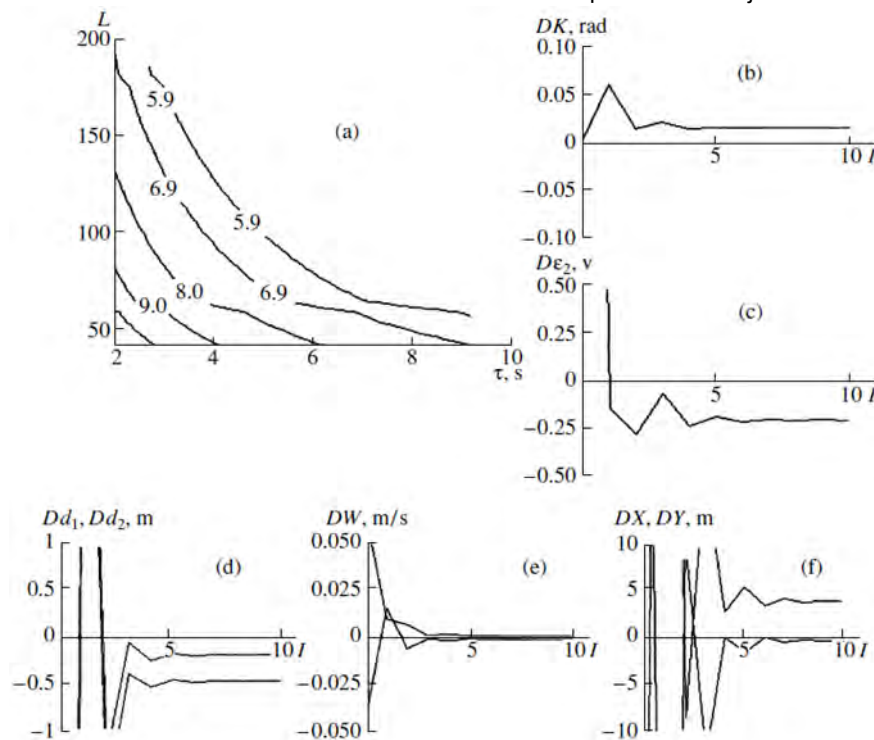 L
200
150
100
50
2
4
6
8
10
τ, s
5.9
6.9
5.9
8.0
6.9
9.0
(a)
DK, rad
0.10
0.05
0
−0.05
−0.10
5
10 I
(b)
Dε₂, v
0.50
0.25
0
−0.25
−0.50
5
10 I
(c)
Dd₁, Dd₂, m
1
0.5
0
−0.5
−1
5
10 I
(d)
DW, m/s
0.050
0.025
0
−0.025
−0.050
5
10 I
(e)
DX, DY, m
10
5
0
−5
−10
5
10 I
(f)